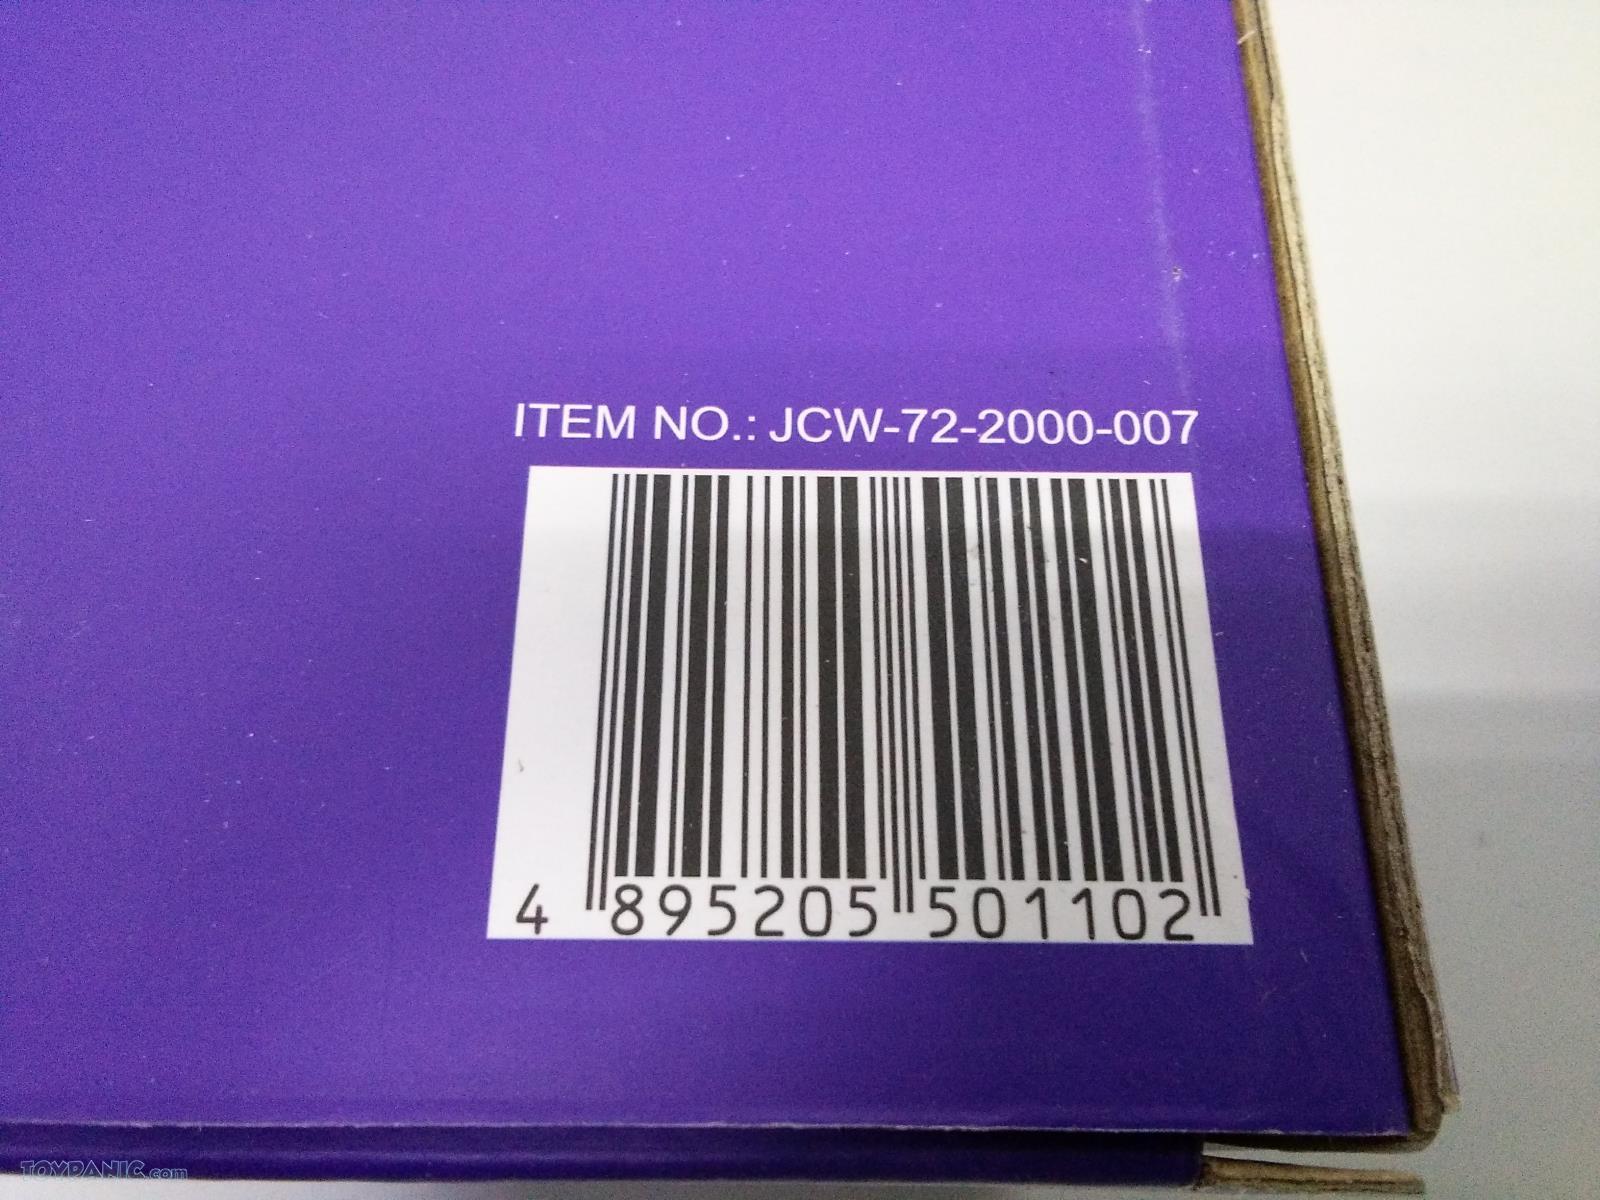 ITEM NO.: JCW-72-2000-007
4 895205 501102
TOYPANIC.com